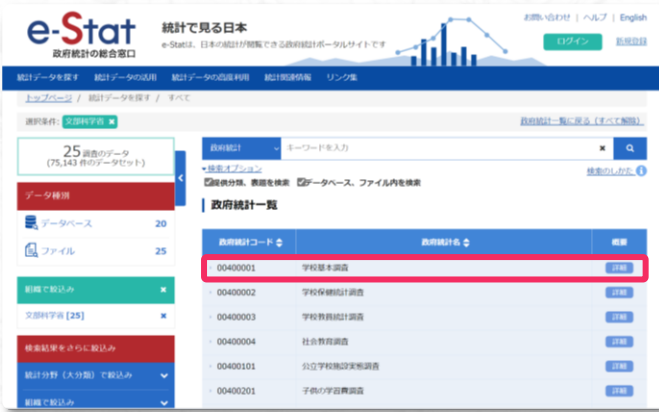 e-Stat
政府統計の総合窓口
統計で見る日本
e-Statは、日本の統計が閲覧できる政府統計ポータルサイトです
お問い合わせ | ヘルプ | English
ログイン
新規登録
統計データを探す 統計データの活用 統計データの高度利用 統計関連情報 リンク集
トップページ / 統計データを探す / すべて
選択条件: 文部科学省 ×
政府統計一覧に戻る(すべて解除)
25 調査のデータ
(75,143 件のデータセット)
政府統計 キーワードを入力
検索オプション
検索のしかた
提供分類、表題を検索 データベース、ファイル内を検索
データ種別
データベース 20
ファイル 25
政府統計一覧
政府統計コード 政府統計名 概要
00400001 学校基本調査 詳細
00400002 学校保健統計調査 詳細
00400003 学校教員統計調査 詳細
00400004 社会教育調査 詳細
00400101 公立学校施設実態調査 詳細
00400201 子供の学習費調査 詳細
組織で絞込み ×
文部科学省 [25] ×
検索結果をさらに絞込み
統計分野(大分類)で絞込み
組織で絞込み